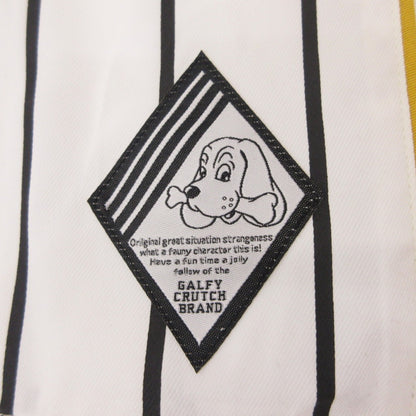 Original great situation strangeness
what a fauny character this is!
Have a fun time a jolly
fellow of the
GALFY
CRUTCH
BRAND